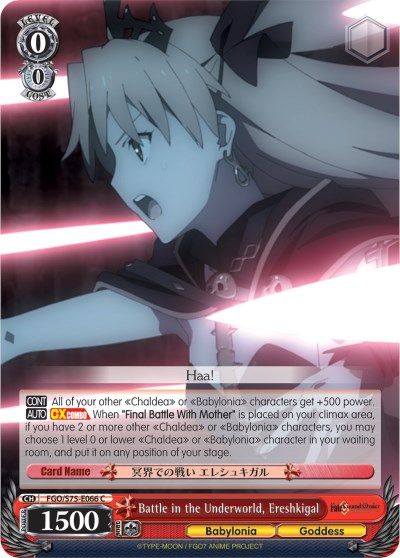 LEVEL
0
0
COST
Haa!
CONT All of your other «Chaldea» or «Babylonia» characters get +500 power.
AUTO CX COMBO When "Final Battle With Mother" is placed on your climax area,
if you have 2 or more other «Chaldea» or «Babylonia» characters, you may
choose 1 level 0 or lower «Chaldea» or «Babylonia» character in your waiting
room, and put it on any position of your stage.
Card Name 冥界での戦い エレシュキガル
CH FGO/S75-E066 C
POWER 1500 Battle in the Underworld, Ereshkigal Fate/Grand Order
Babylonia Goddess
©TYPE-MOON / FGO7 ANIME PROJECT